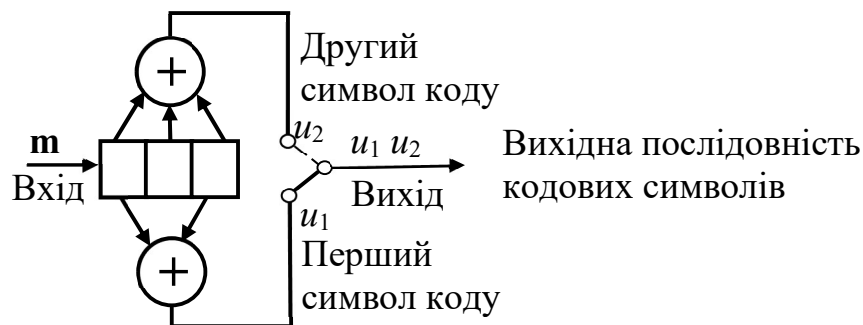 Другий
символ коду
m
Вхід
u2
u1 u2
Вихід
Вихідна послідовність
кодових символів
u1
Перший
символ коду